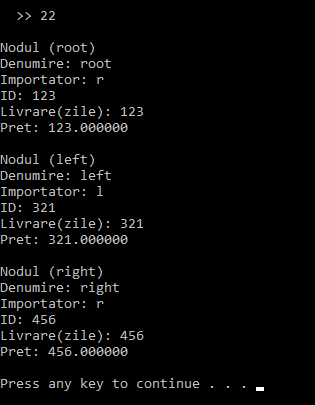 >> 22
Nodul (root)
Denumire: root
Importator: r
ID: 123
Livrare(zile): 123
Pret: 123.000000
Nodul (left)
Denumire: left
Importator: l
ID: 321
Livrare(zile): 321
Pret: 321.000000
Nodul (right)
Denumire: right
Importator: r
ID: 456
Livrare(zile): 456
Pret: 456.000000
Press any key to continue . . .